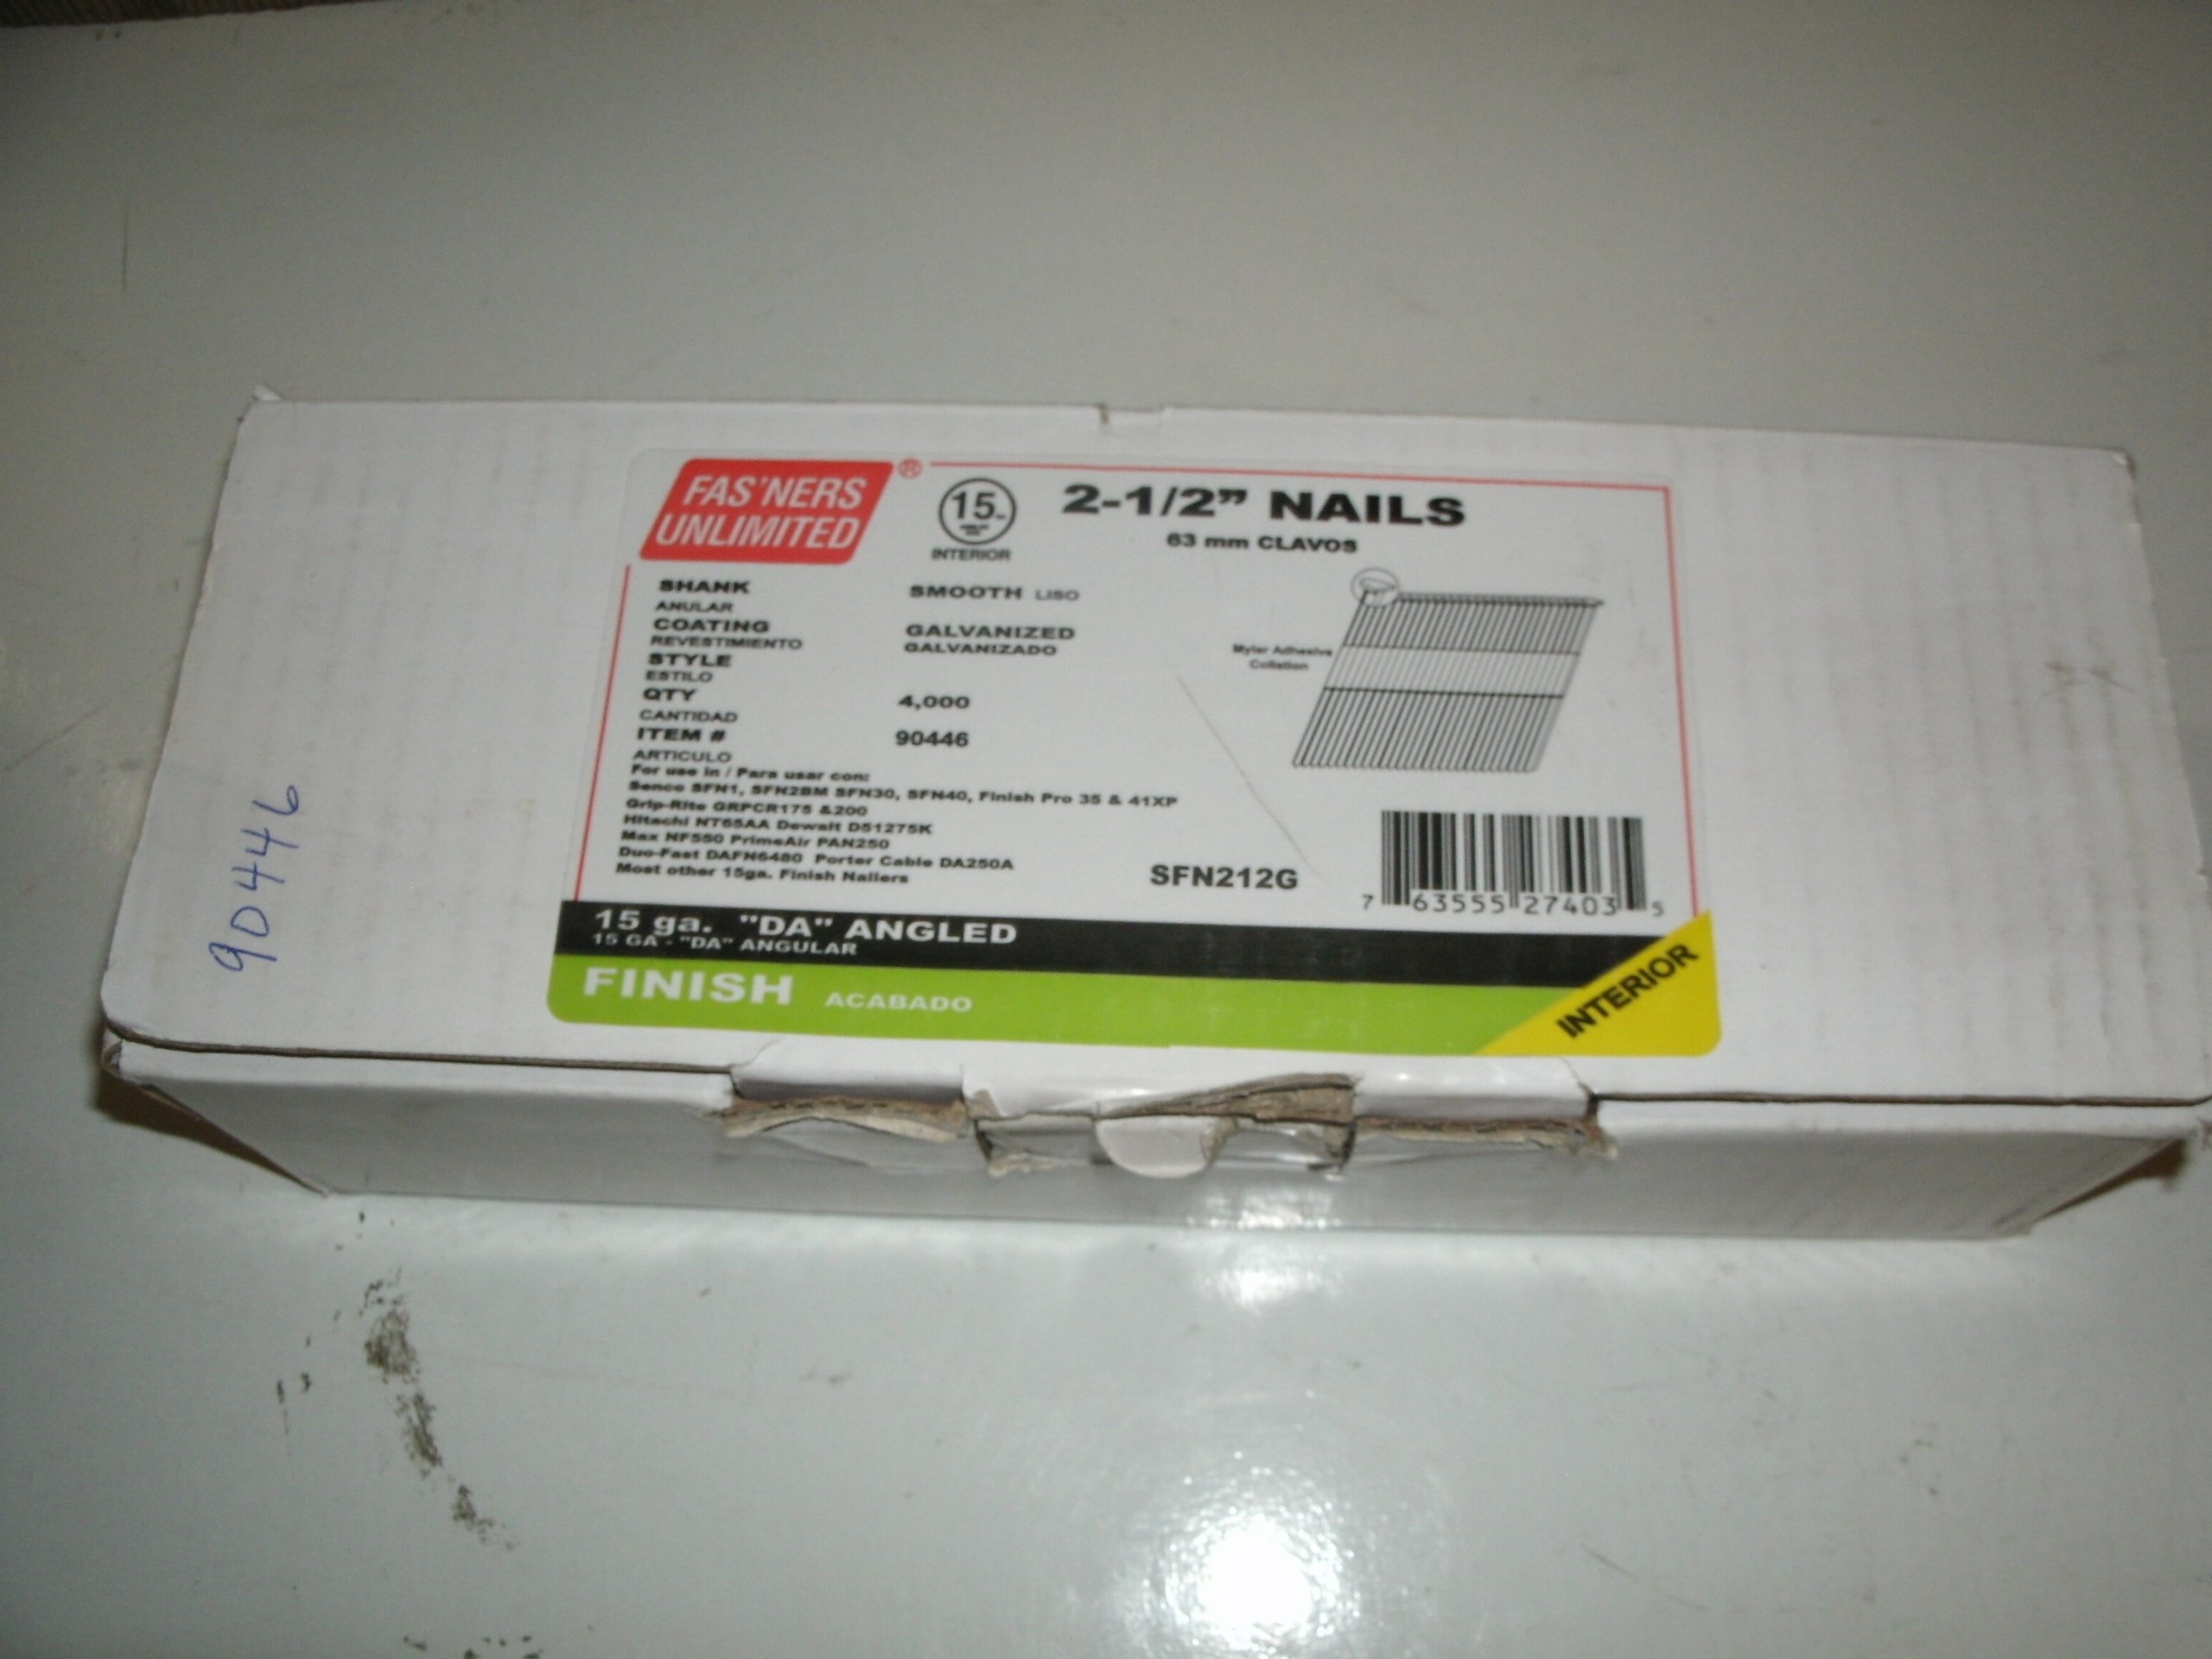 FAS'NERS
UNLIMITED
®
15
INTERIOR
2-1/2” NAILS
63 mm CLAVOS
SHANK SMOOTH LISO
ANULAR
COATING GALVANIZED
REVESTIMIENTO GALVANIZADO
STYLE
ESTILO
QTY 4,000
CANTIDAD
ITEM # 90446
ARTICULO
For use in / Para usar con:
Senco SFN1, SFN2BM SFN30, SFN40, Finish Pro 35 & 41XP
Grip-Rite GRPCR175 &200
Hitachi NT65AA Dewalt D51275K
Max NF550 PrimeAir PAN250
Duo-Fast DAFN6480 Porter Cable DA250A
Most other 15ga. Finish Nailers
Mylar Adhesive
Collation
SFN212G
7 63555 27403 5
15 ga. "DA" ANGLED
15 GA - "DA" ANGULAR
FINISH ACABADO
INTERIOR
90446